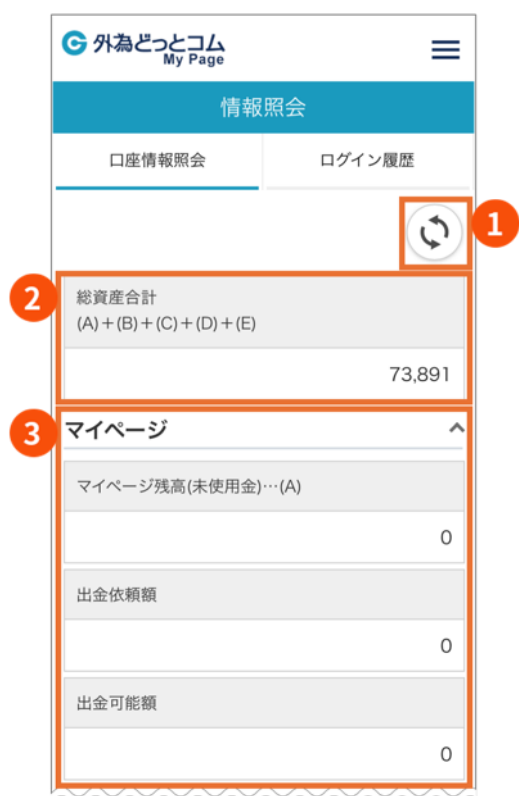 外為どっとコム
My Page
情報照会
口座情報照会
ログイン履歴
1
2
総資産合計
(A)+(B)+(C)+(D)+(E)
73,891
3
マイページ
マイページ残高(未使用金)…(A)
0
出金依頼額
0
出金可能額
0